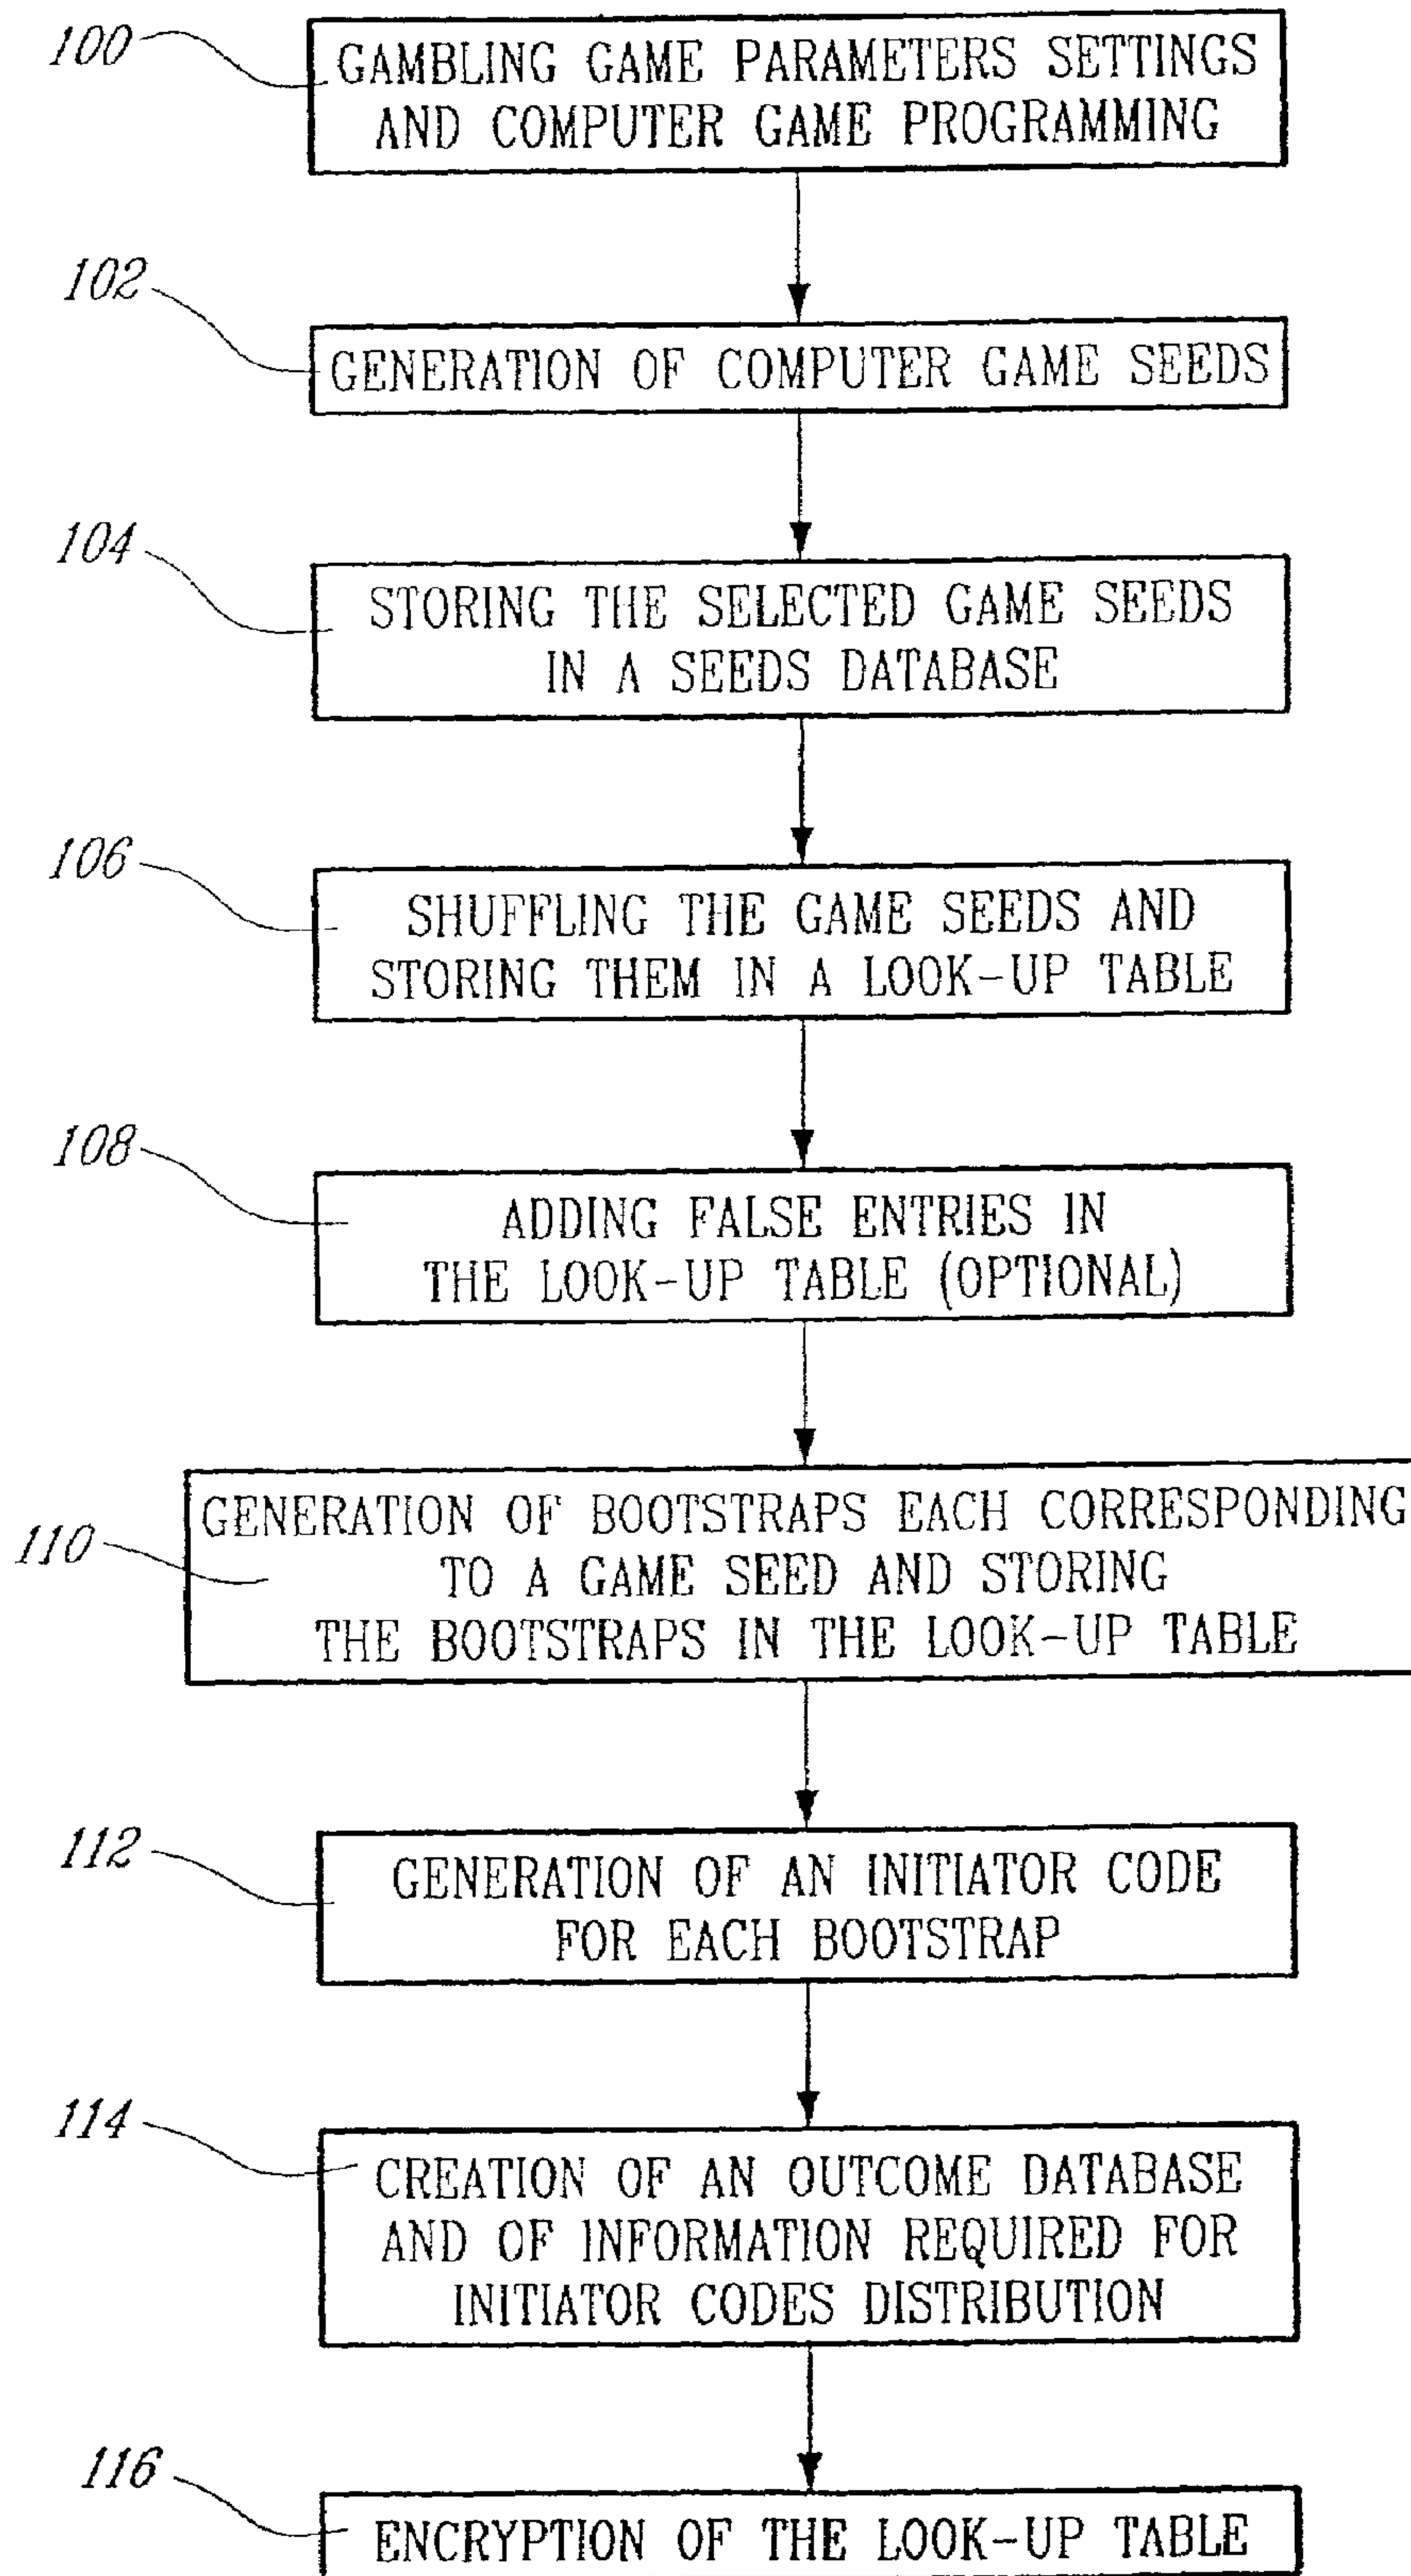 100
GAMBLING GAME PARAMETERS SETTINGS
AND COMPUTER GAME PROGRAMMING
102
GENERATION OF COMPUTER GAME SEEDS
104
STORING THE SELECTED GAME SEEDS
IN A SEEDS DATABASE
106
SHUFFLING THE GAME SEEDS AND
STORING THEM IN A LOOK-UP TABLE
108
ADDING FALSE ENTRIES IN
THE LOOK-UP TABLE (OPTIONAL)
110
GENERATION OF BOOTSTRAPS EACH CORRESPONDING
TO A GAME SEED AND STORING
THE BOOTSTRAPS IN THE LOOK-UP TABLE
112
GENERATION OF AN INITIATOR CODE
FOR EACH BOOTSTRAP
114
CREATION OF AN OUTCOME DATABASE
AND OF INFORMATION REQUIRED FOR
INITIATOR CODES DISTRIBUTION
116
ENCRYPTION OF THE LOOK-UP TABLE